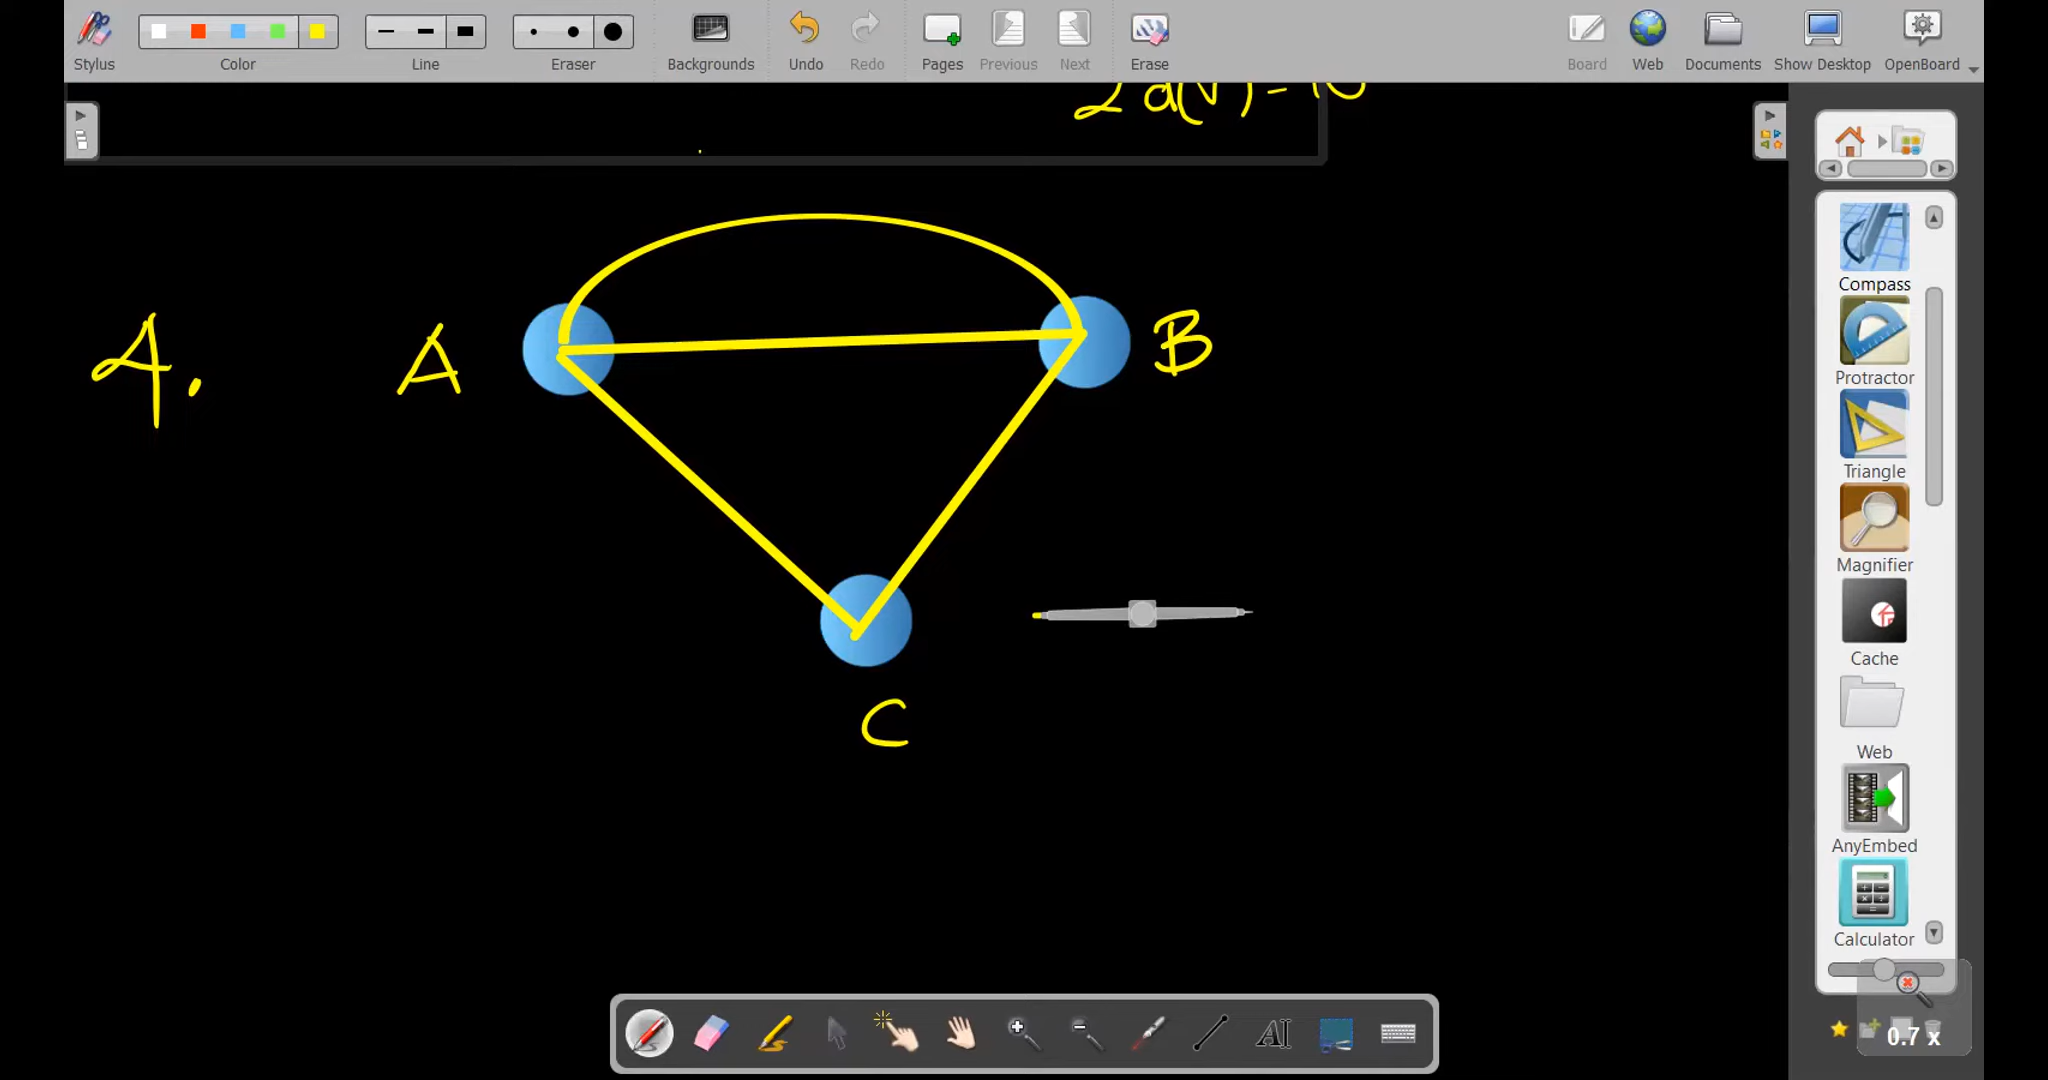 Stylus
Color
Line
Eraser
Backgrounds
Undo
Redo
Pages
Previous
Next
Erase
Board
Web
Documents
Show Desktop
OpenBoard
4.
A
B
C
Compass
Protractor
Triangle
Magnifier
Cache
Web
AnyEmbed
Calculator
AI
0.7 x